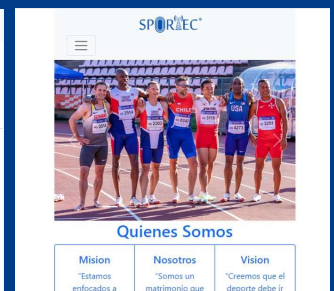 SPORTEC
Quienes Somos
Mision
Nosotros
Vision
"Estamos
enfocados a
"Somos un
matrimonio que
"Creemos que el
deporte debe ir
CHILE
USA